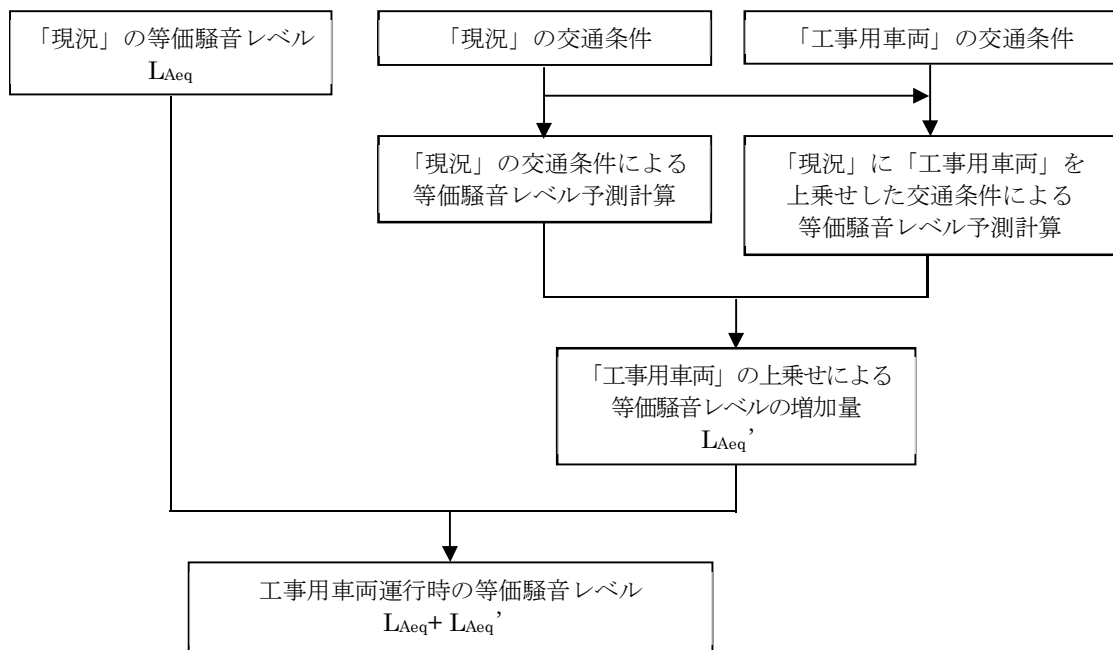 「現況」の等価騒音レベル
LAeq
「現況」の交通条件
「工事用車両」の交通条件
「現況」の交通条件による
等価騒音レベル予測計算
「現況」に「工事用車両」を
上乗せした交通条件による
等価騒音レベル予測計算
「工事用車両」の上乗せによる
等価騒音レベルの増加量
LAeq’
工事用車両運行時の等価騒音レベル
LAeq+ LAeq’